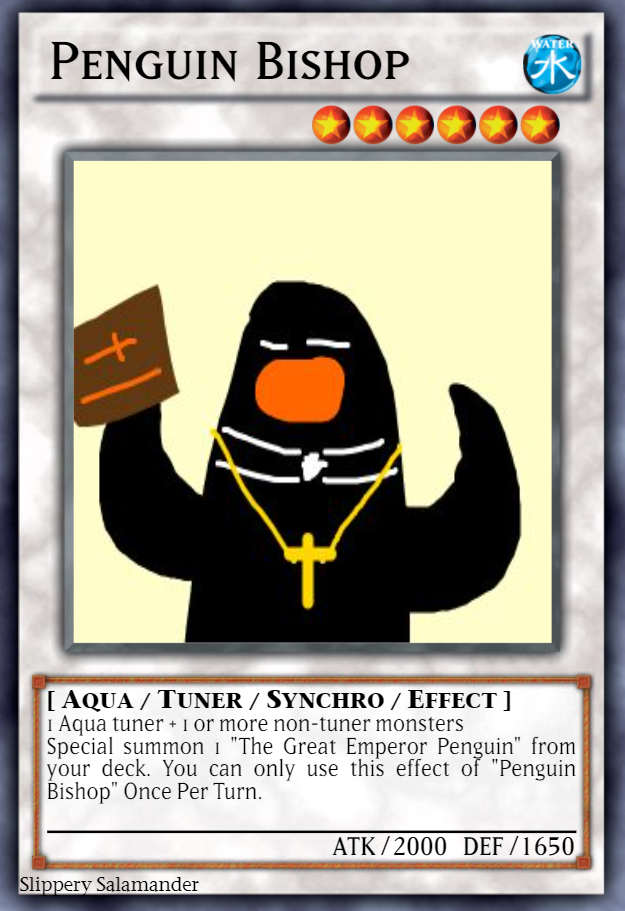 Penguin Bishop
WATER
水
[ Aqua / Tuner / Synchro / Effect ]
1 Aqua tuner + 1 or more non-tuner monsters
Special summon 1 "The Great Emperor Penguin" from
your deck. You can only use this effect of "Penguin
Bishop" Once Per Turn.
ATK / 2000 DEF / 1650
Slippery Salamander